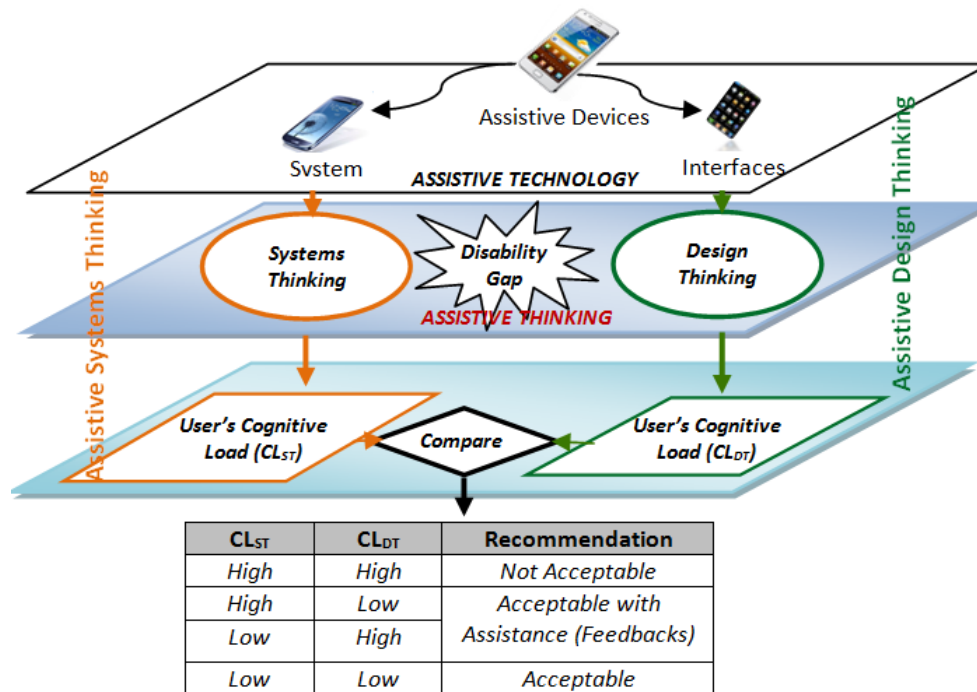 Assistive Devices
Svstem
Interfaces
ASSISTIVE TECHNOLOGY
Assistive Systems Thinking
Assistive Design Thinking
Systems
Thinking
Disability
Gap
Design
Thinking
ASSISTIVE THINKING
User's Cognitive
Load (CLST)
Compare
User's Cognitive
Load (CLDT)
CLST CLDT Recommendation
High High Not Acceptable
High Low Acceptable with
Low High Assistance (Feedbacks)
Low Low Acceptable